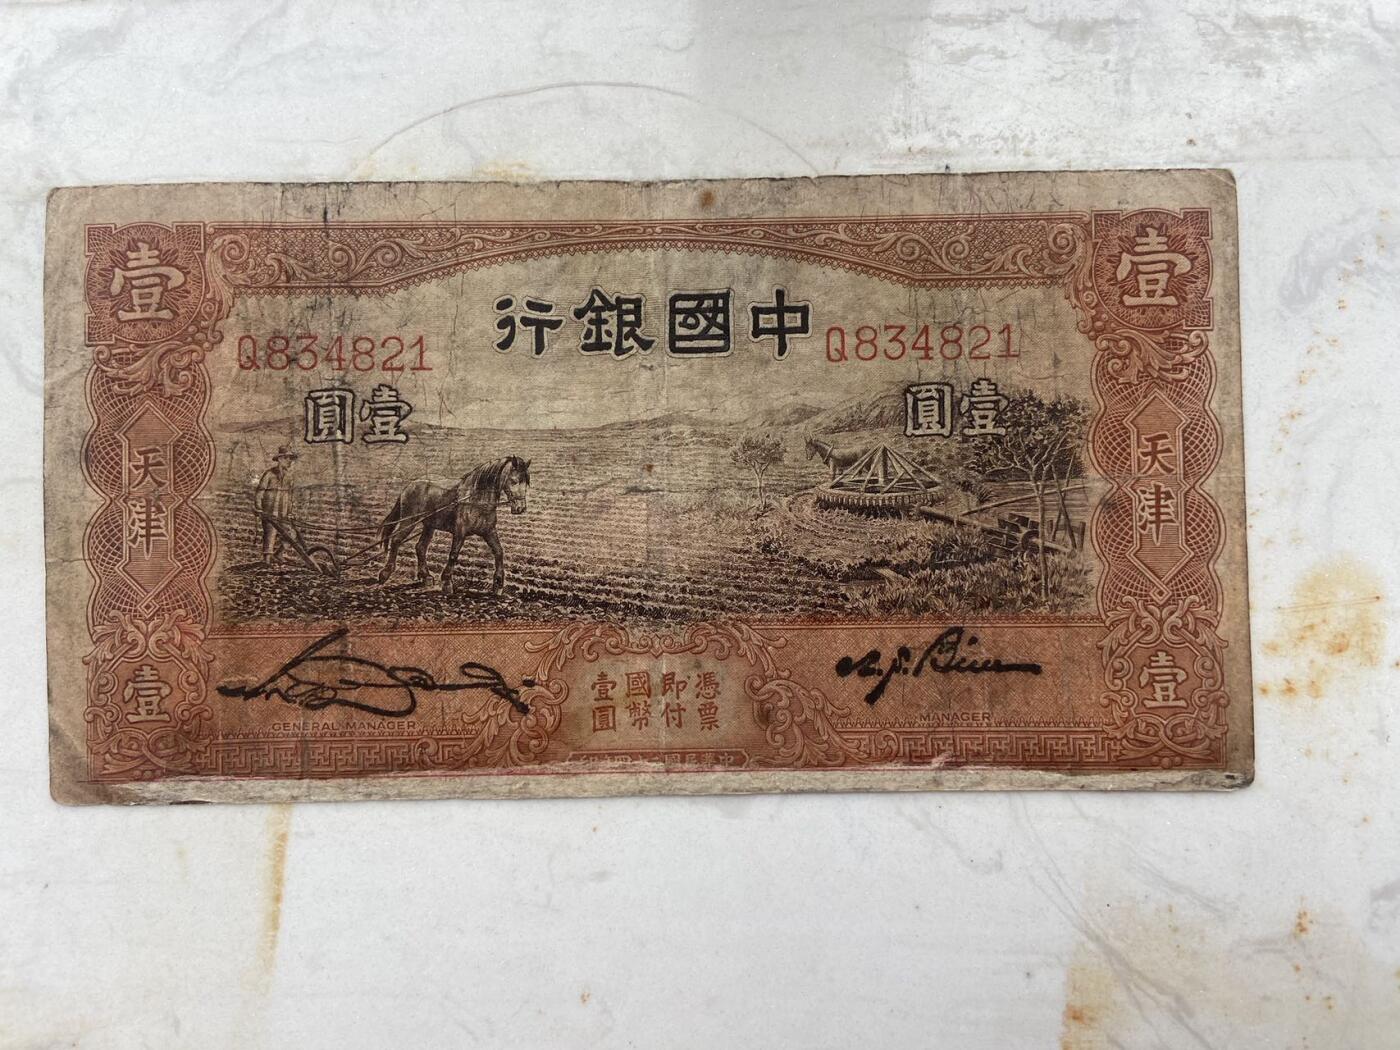 壹
壹
中國銀行
Q834821
Q834821
壹圓
壹圓
天津
天津
憑票
即付
國幣
壹圓
壹
壹
GENERAL MANAGER
MANAGER